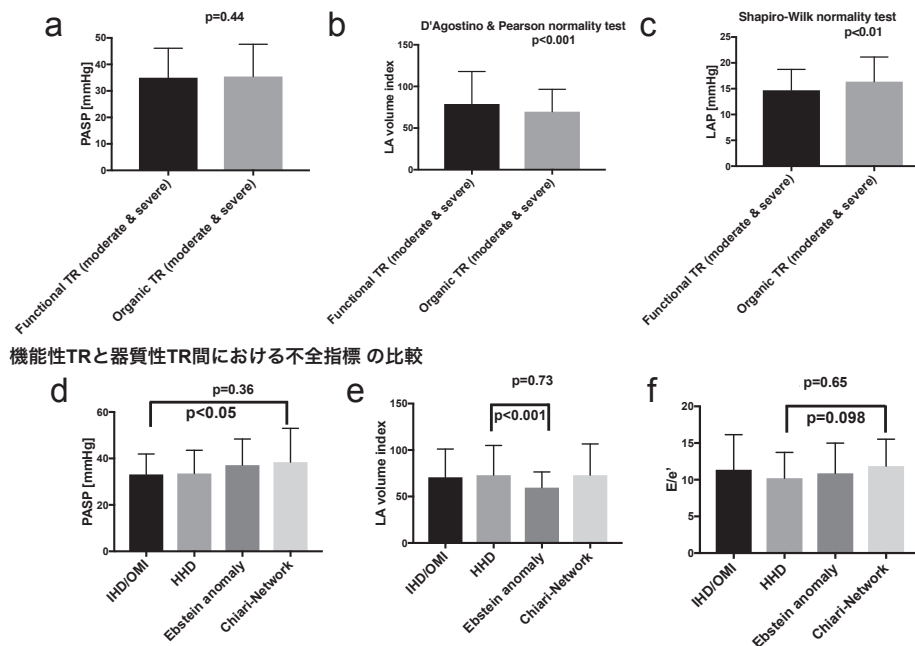 a
p=0.44
PASP [mmHg]
50
40
30
20
10
0
Functional TR (moderate & severe)
Organic TR (moderate & severe)
b
D'Agostino & Pearson normality test
p<0.001
LA volume index
150
100
50
0
Functional TR (moderate & severe)
Organic TR (moderate & severe)
c
Shapiro-Wilk normality test
p<0.01
LAP [mmHg]
25
20
15
10
5
0
Functional TR (moderate & severe)
Organic TR (moderate & severe)
機能性TRと器質性TR間における不全指標 の比較
d
p=0.36
p<0.05
PASP [mmHg]
60
40
20
0
IHD/OMI
HHD
Ebstein anomaly
Chiari-Network
e
p=0.73
p<0.001
LA volume index
150
100
50
0
IHD/OMI
HHD
Ebstein anomaly
Chiari-Network
f
p=0.65
p=0.098
E/e'
20
15
10
5
0
IHD/OMI
HHD
Ebstein anomaly
Chiari-Network